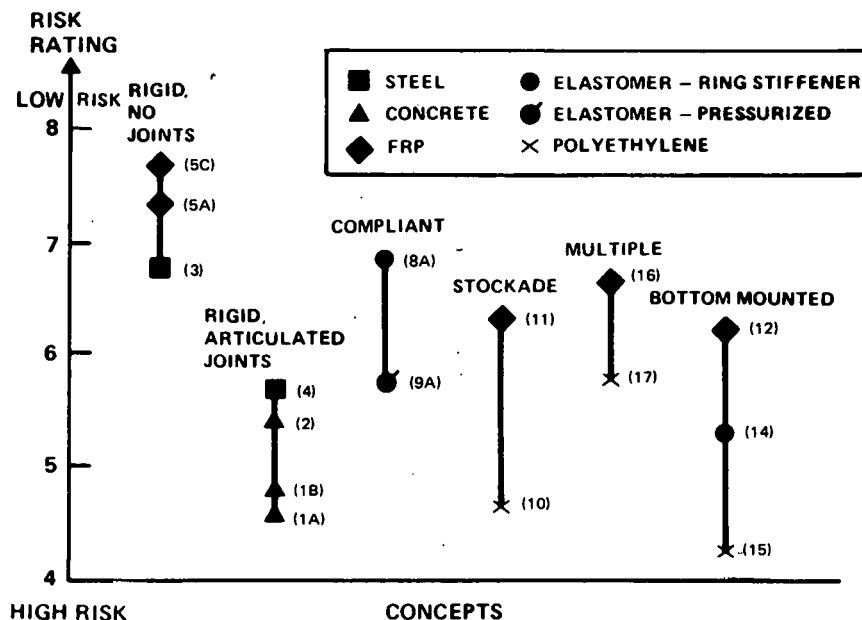 RISK
RATING
LOW RISK
8
7
6
5
4
HIGH RISK
CONCEPTS
STEEL
CONCRETE
FRP
ELASTOMER – RING STIFFENER
ELASTOMER – PRESSURIZED
POLYETHYLENE
RIGID,
NO
JOINTS
(5C)
(5A)
(3)
RIGID,
ARTICULATED
JOINTS
(4)
(2)
(1B)
(1A)
COMPLIANT
(8A)
(9A)
STOCKADE
(11)
(10)
MULTIPLE
(16)
(17)
BOTTOM MOUNTED
(12)
(14)
(15)